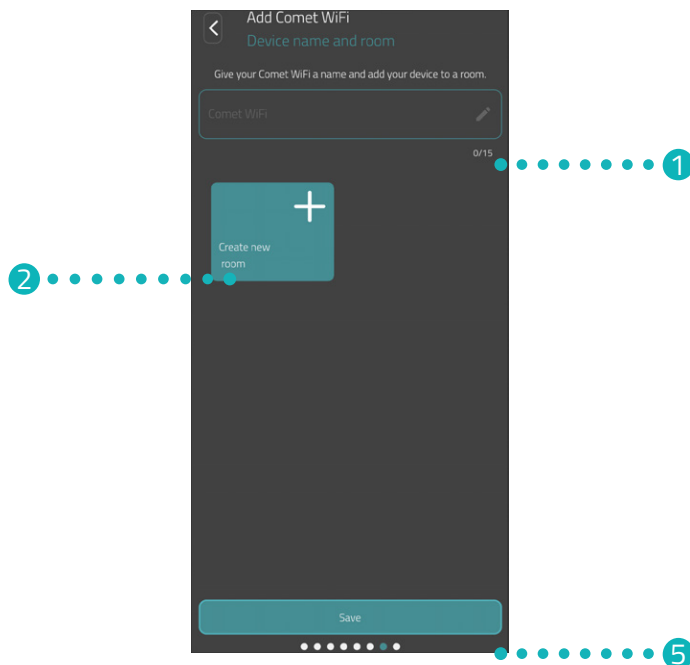 Add Comet WiFi
Device name and room
Give your Comet WiFi a name and add your device to a room.
Comet WiFi
0/15
1
Create new
room
2
Save
5